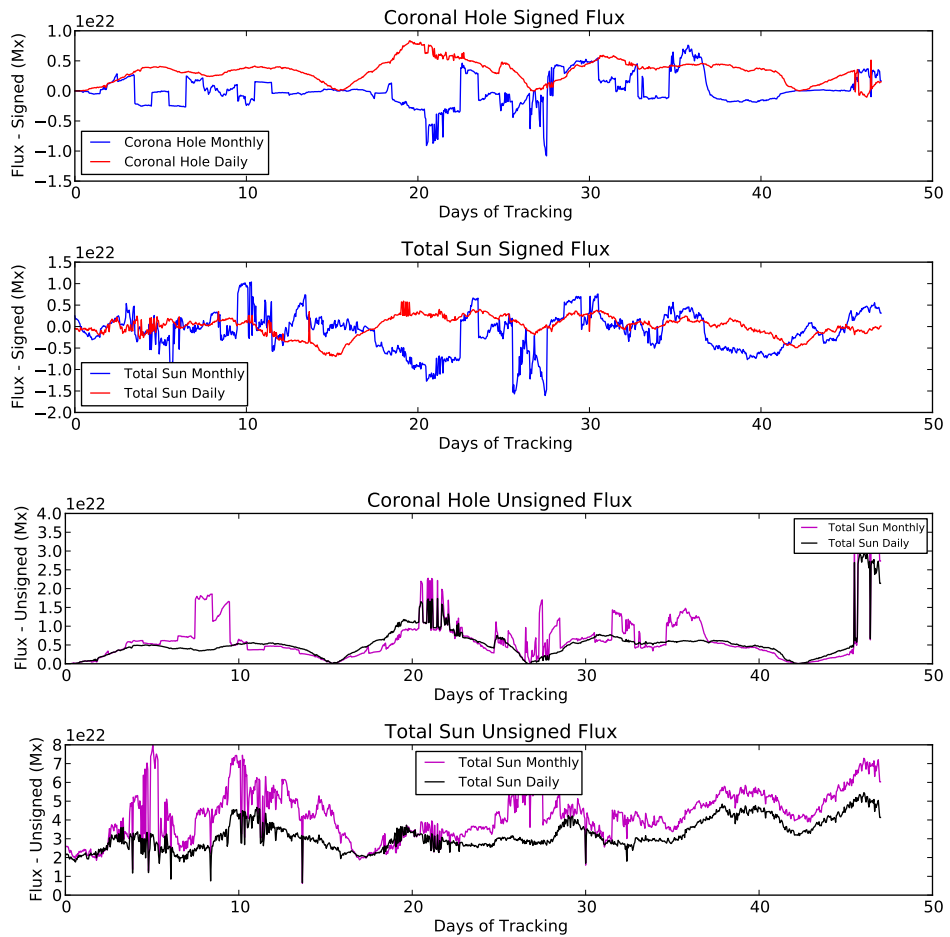 Coronal Hole Signed Flux
1e22
1.0
0.5
0.0
−0.5
−1.0
−1.5
Flux - Signed (Mx)
Corona Hole Monthly
Coronal Hole Daily
0 10 20 30 40 50
Days of Tracking
Total Sun Signed Flux
1e22
1.5
1.0
0.5
0.0
−0.5
−1.0
−1.5
−2.0
Flux - Signed (Mx)
Total Sun Monthly
Total Sun Daily
0 10 20 30 40 50
Days of Tracking
Coronal Hole Unsigned Flux
1e22
4.0
3.5
3.0
2.5
2.0
1.5
1.0
0.5
0.0
Flux - Unsigned (Mx)
Total Sun Monthly
Total Sun Daily
0 10 20 30 40 50
Days of Tracking
Total Sun Unsigned Flux
1e22
8
7
6
5
4
3
2
1
0
Flux - Unsigned (Mx)
Total Sun Monthly
Total Sun Daily
0 10 20 30 40 50
Days of Tracking